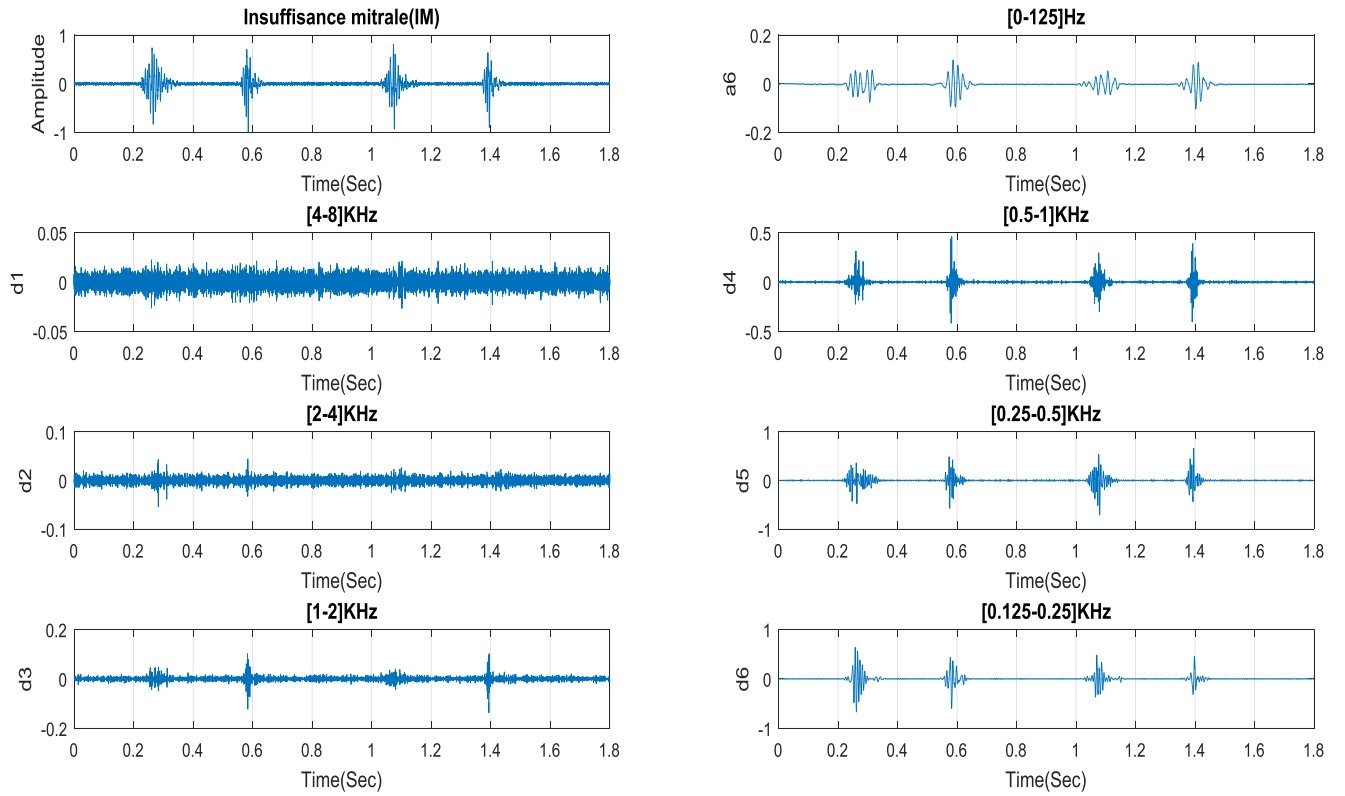 Insuffisance mitrale(IM)
Amplitude
1
0
-1
0 0.2 0.4 0.6 0.8 1 1.2 1.4 1.6 1.8
Time(Sec)
[0-125]Hz
a6
0.2
0
-0.2
0 0.2 0.4 0.6 0.8 1 1.2 1.4 1.6 1.8
Time(Sec)
[4-8]KHz
d1
0.05
0
-0.05
0 0.2 0.4 0.6 0.8 1 1.2 1.4 1.6 1.8
Time(Sec)
[0.5-1]KHz
d4
0.5
0
-0.5
0 0.2 0.4 0.6 0.8 1 1.2 1.4 1.6 1.8
Time(Sec)
[2-4]KHz
d2
0.1
0
-0.1
0 0.2 0.4 0.6 0.8 1 1.2 1.4 1.6 1.8
Time(Sec)
[0.25-0.5]KHz
d5
1
0
-1
0 0.2 0.4 0.6 0.8 1 1.2 1.4 1.6 1.8
Time(Sec)
[1-2]KHz
d3
0.2
0
-0.2
0 0.2 0.4 0.6 0.8 1 1.2 1.4 1.6 1.8
Time(Sec)
[0.125-0.25]KHz
d6
1
0
-1
0 0.2 0.4 0.6 0.8 1 1.2 1.4 1.6 1.8
Time(Sec)